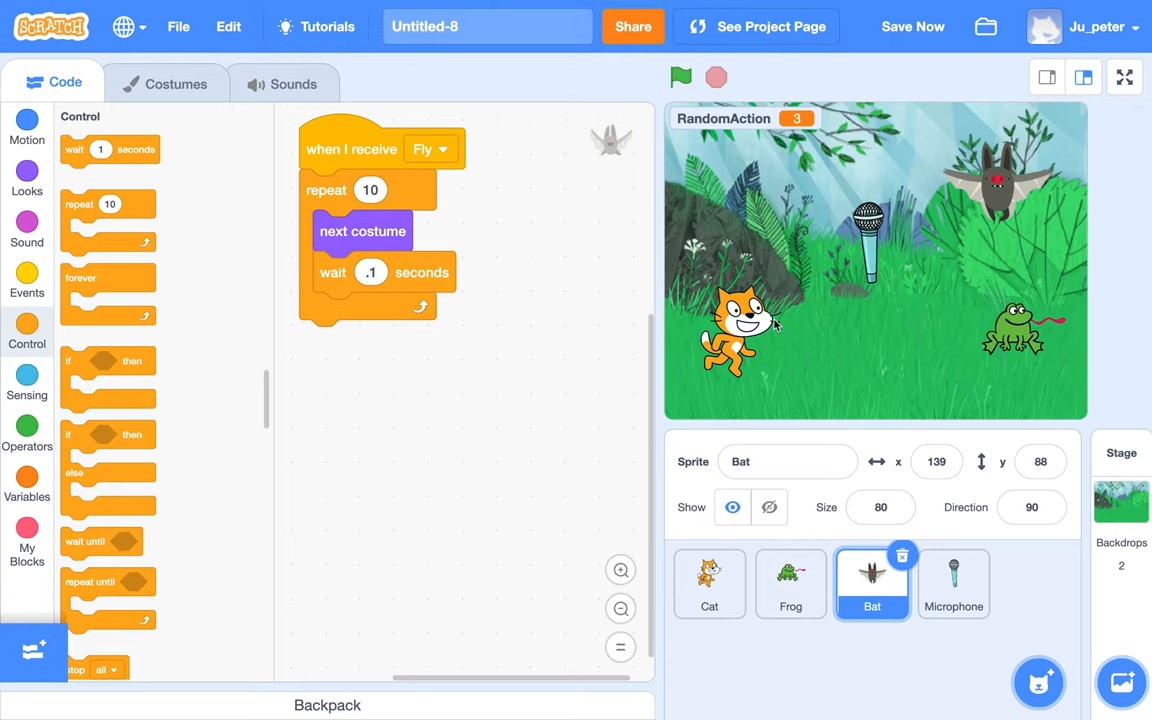 SCRATCH
File
Edit
Tutorials
Untitled-8
Share
See Project Page
Save Now
Ju_peter
Code
Costumes
Sounds
Motion
Looks
Sound
Events
Control
Sensing
Operators
Variables
My
Blocks
Control
wait 1 seconds
repeat 10
forever
if then
if then
else
wait until
repeat until
stop all
when I receive Fly
repeat 10
next costume
wait .1 seconds
Backpack
RandomAction 3
Sprite Bat x 139 y 88
Show Size 80 Direction 90
Cat
Frog
Bat
Microphone
Stage
Backdrops
2